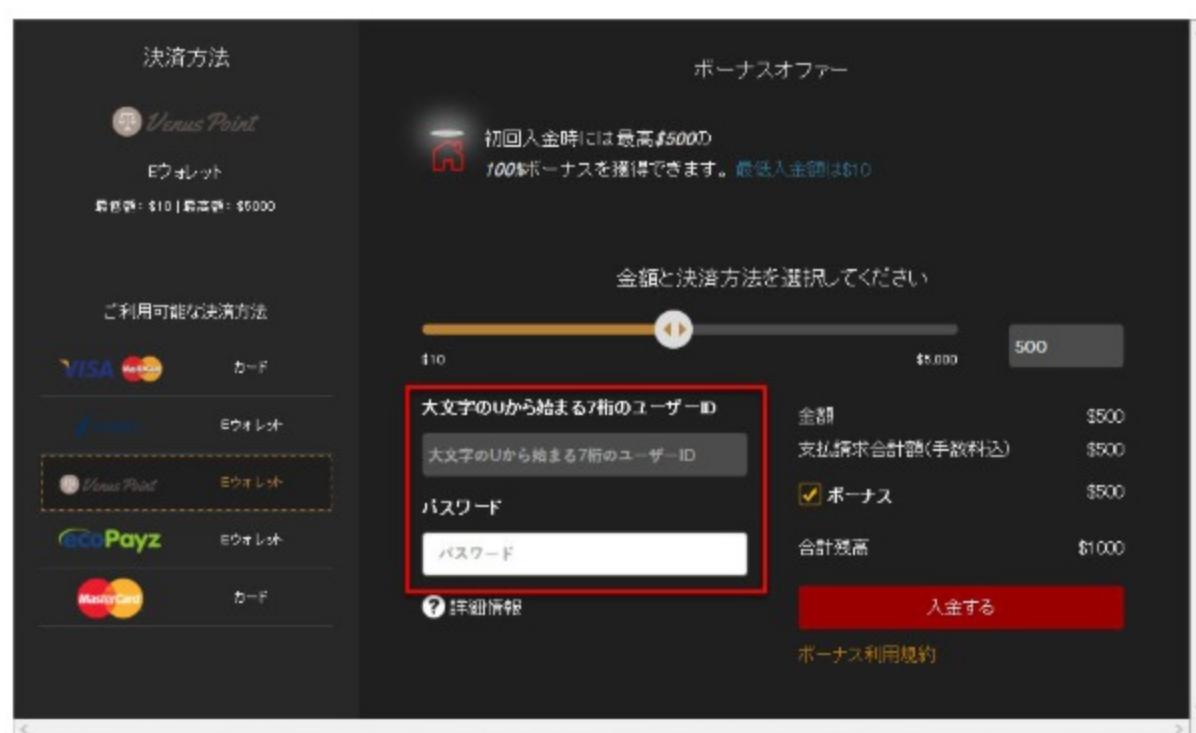 決済方法
Venus Point
Eウォレット
最低額: $10 | 最高額: $5000
ご利用可能な決済方法
VISA MasterCard カード
Eウォレット
Venus Point Eウォレット
ecoPayz Eウォレット
MasterCard カード
ボーナスオファー
初回入金時には最高$500の
100%ボーナスを獲得できます。最低入金額は$10
金額と決済方法を選択してください
$10 $5,000 500
大文字のUから始まる7桁のユーザーID
大文字のUから始まる7桁のユーザーID
パスワード
パスワード
? 詳細情報
金額 $500
支払請求合計額(手数料込) $500
ボーナス $500
合計残高 $1000
入金する
ボーナス利用規約